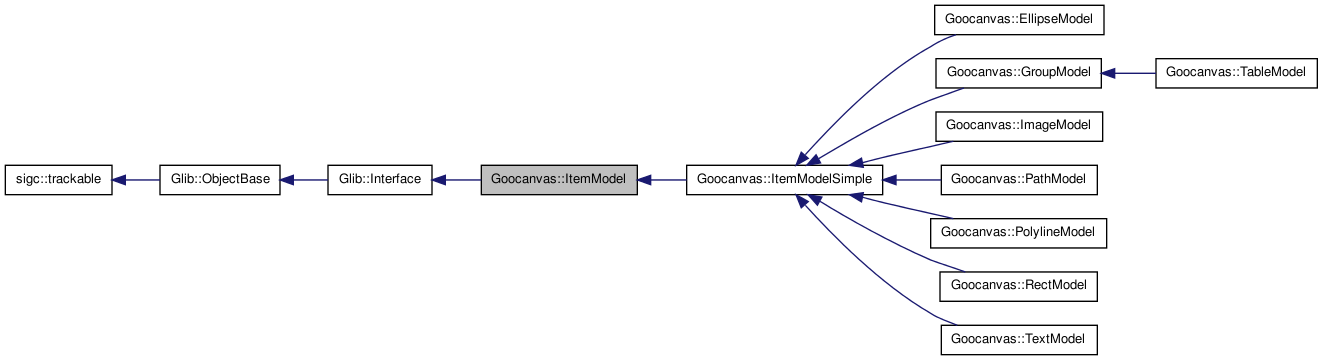 Goocanvas::EllipseModel
Goocanvas::GroupModel
Goocanvas::TableModel
Goocanvas::ImageModel
sigc::trackable
Glib::ObjectBase
Glib::Interface
Goocanvas::ItemModel
Goocanvas::ItemModelSimple
Goocanvas::PathModel
Goocanvas::PolylineModel
Goocanvas::RectModel
Goocanvas::TextModel